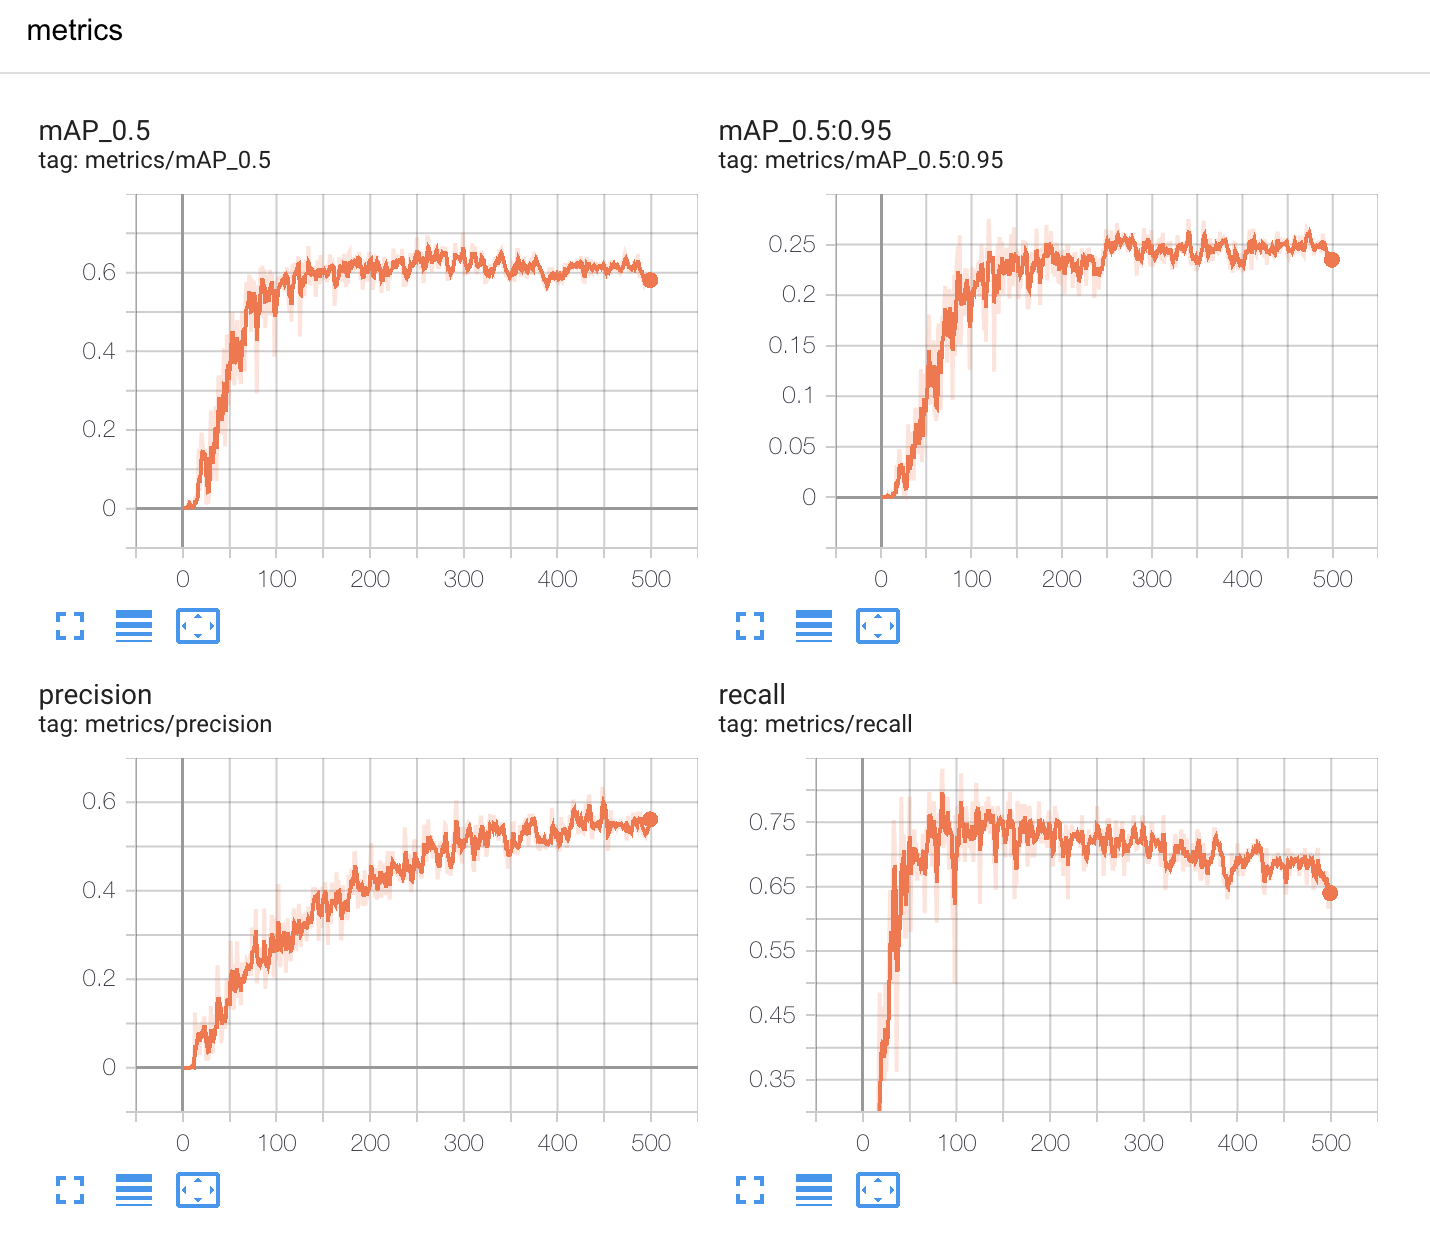 metrics
mAP_0.5
tag: metrics/mAP_0.5
0.6
0.4
0.2
0
0 100 200 300 400 500
mAP_0.5:0.95
tag: metrics/mAP_0.5:0.95
0.25
0.2
0.15
0.1
0.05
0
0 100 200 300 400 500
precision
tag: metrics/precision
0.6
0.4
0.2
0
0 100 200 300 400 500
recall
tag: metrics/recall
0.75
0.65
0.55
0.45
0.35
0 100 200 300 400 500